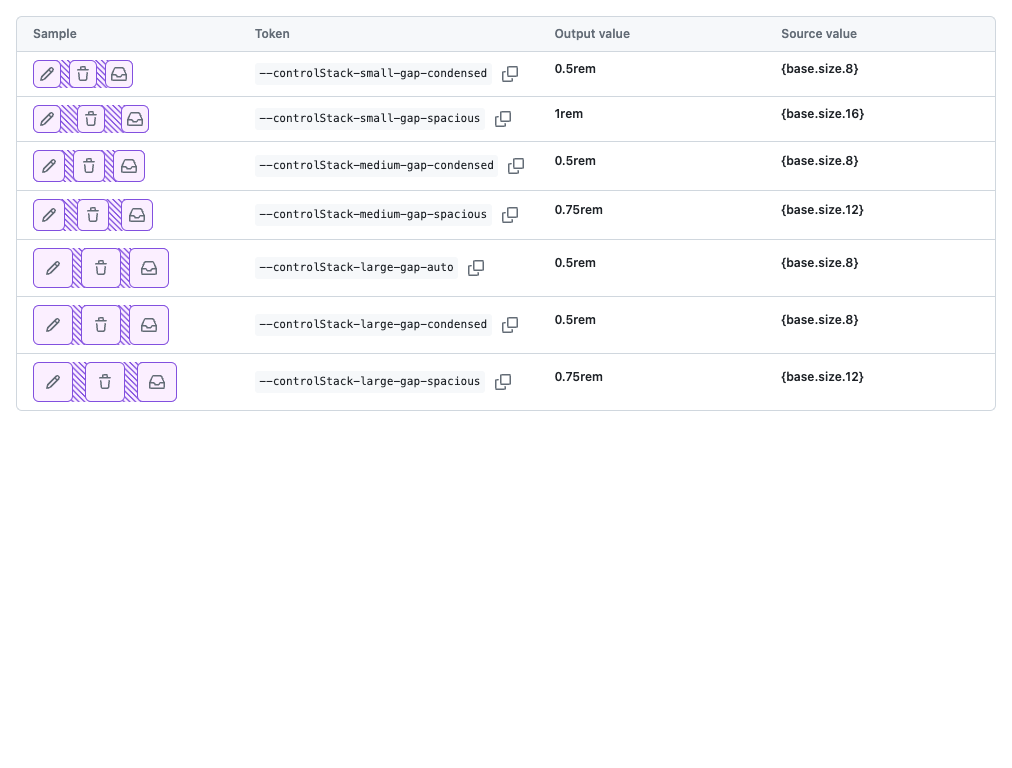 Sample Token Output value Source value
--controlStack-small-gap-condensed 0.5rem {base.size.8}
--controlStack-small-gap-spacious 1rem {base.size.16}
--controlStack-medium-gap-condensed 0.5rem {base.size.8}
--controlStack-medium-gap-spacious 0.75rem {base.size.12}
--controlStack-large-gap-auto 0.5rem {base.size.8}
--controlStack-large-gap-condensed 0.5rem {base.size.8}
--controlStack-large-gap-spacious 0.75rem {base.size.12}